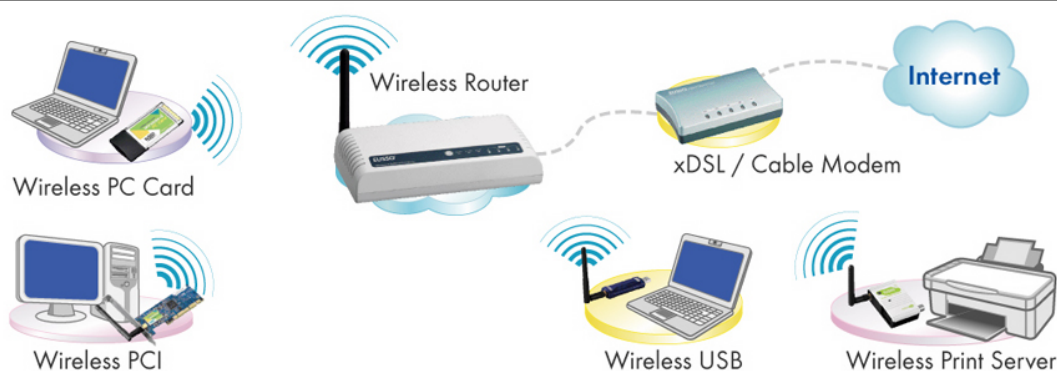 Wireless Router
Internet
xDSL / Cable Modem
Wireless PC Card
Wireless PCI
Wireless USB
Wireless Print Server